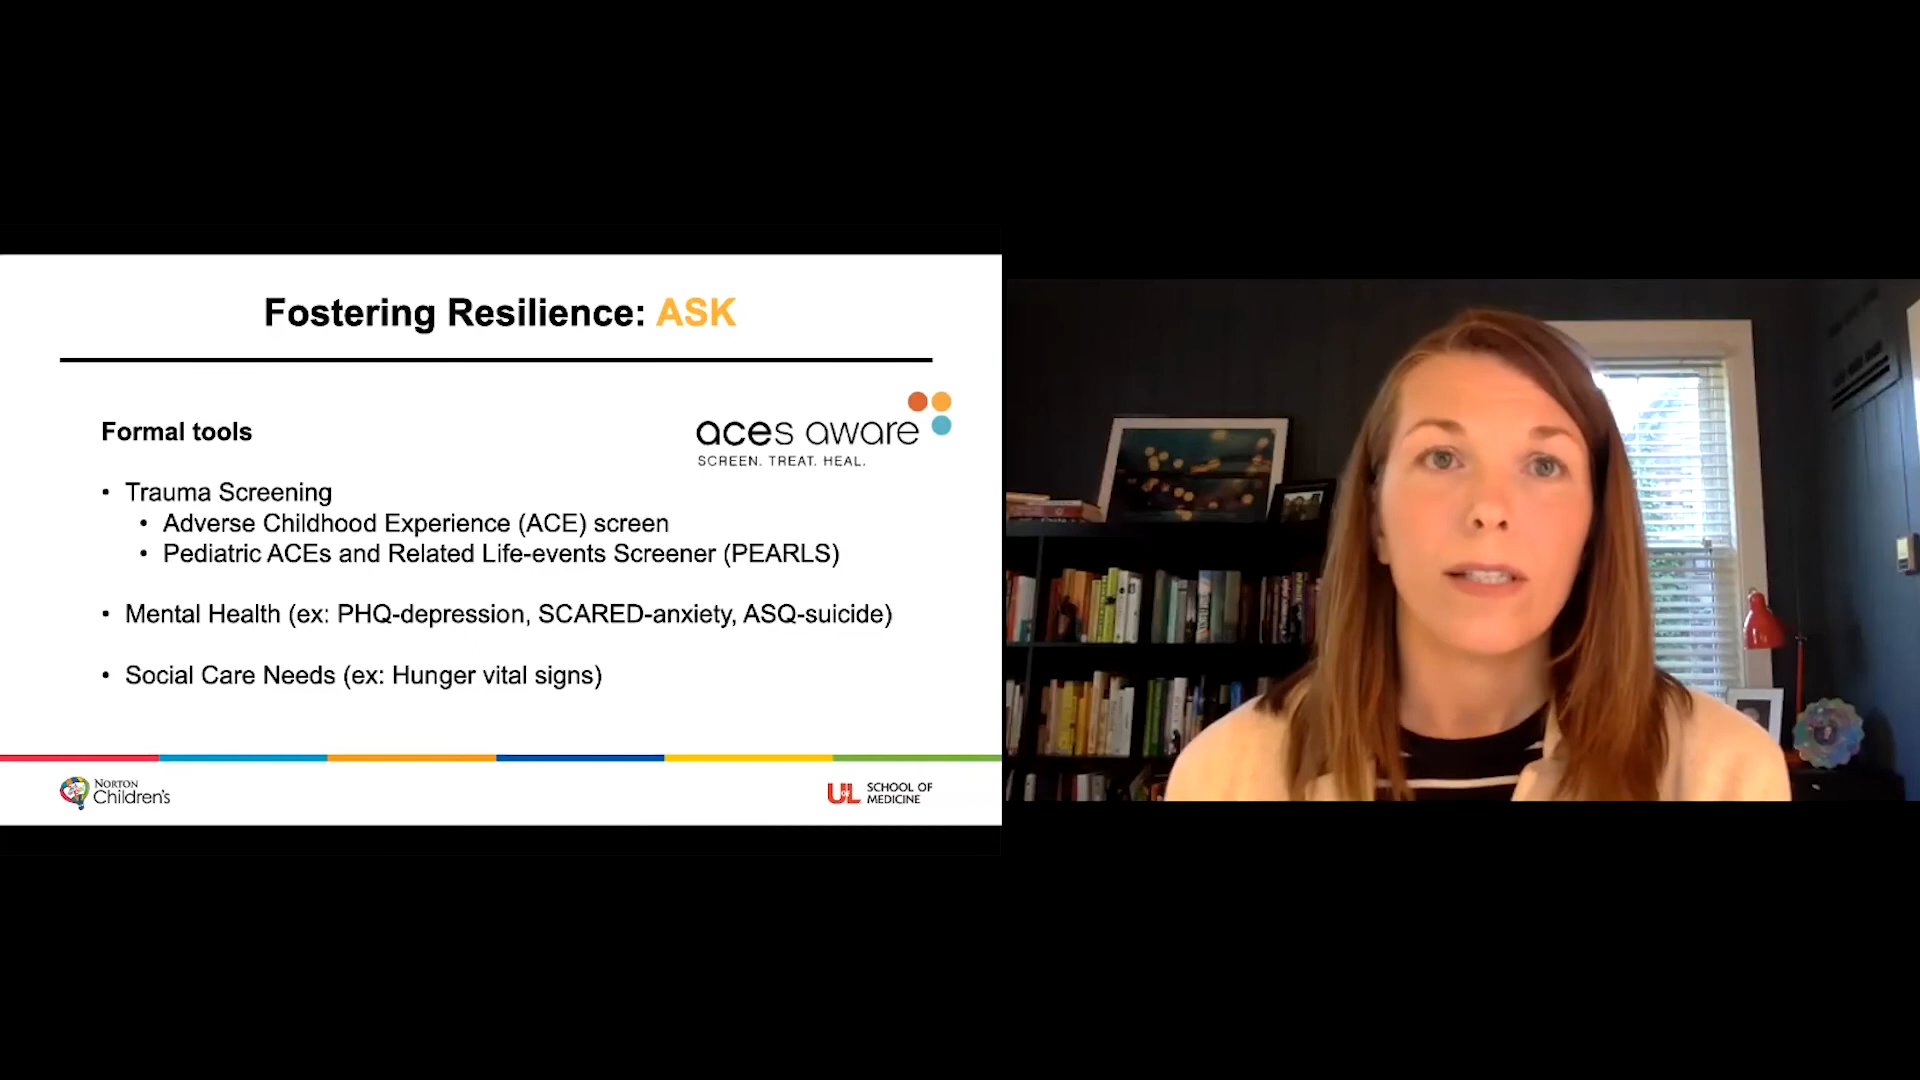 Fostering Resilience: ASK
aces aware
SCREEN. TREAT. HEAL.
Formal tools
• Trauma Screening
• Adverse Childhood Experience (ACE) screen
• Pediatric ACEs and Related Life-events Screener (PEARLS)
• Mental Health (ex: PHQ-depression, SCARED-anxiety, ASQ-suicide)
• Social Care Needs (ex: Hunger vital signs)
NORTON
Children's
UofL SCHOOL OF
MEDICINE